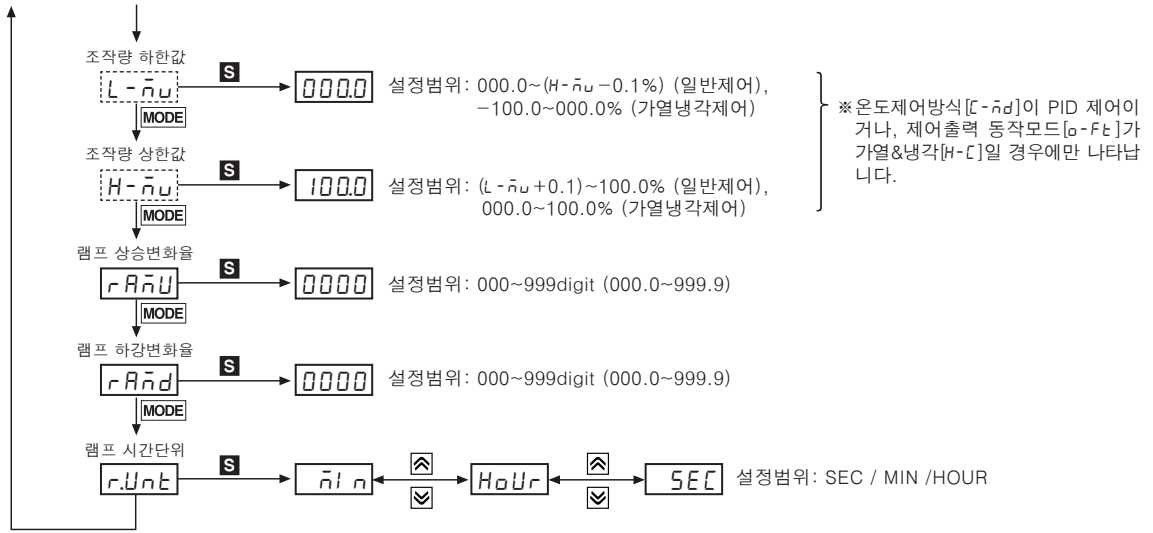 조작량 하한값
L-mv S 000.0 설정범위: 000.0~(H-mv-0.1%) (일반제어),
-100.0~000.0% (가열냉각제어)
※온도제어방식[C-md]이 PID 제어이
거나, 제어출력 동작모드[o-Ft]가
가열&냉각[H-C]일 경우에만 나타납
니다.
MODE
조작량 상한값
H-mv S 100.0 설정범위: (L-mv+0.1)~100.0% (일반제어),
000.0~100.0% (가열냉각제어)
MODE
램프 상승변화율
rAmU S 0000 설정범위: 000~999digit (000.0~999.9)
MODE
램프 하강변화율
rAmd S 0000 설정범위: 000~999digit (000.0~999.9)
MODE
램프 시간단위
r.Unt S mIn HoUr SEC 설정범위: SEC / MIN /HOUR